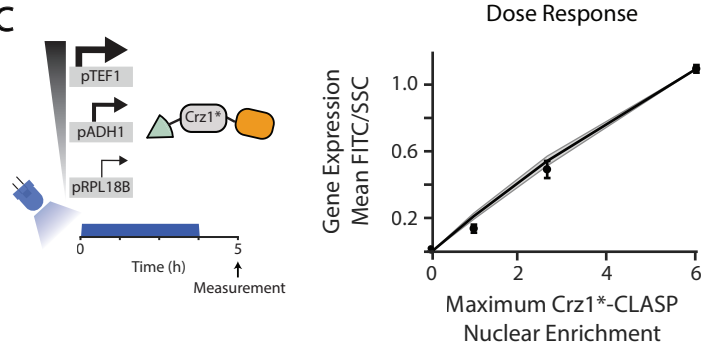 C
pTEF1
pADH1
pRPL18B
Crz1*
0
5
Time (h)
Measurement
Dose Response
Gene Expression
Mean FITC/SSC
1.0
0.6
0.2
0
2
4
6
Maximum Crz1*-CLASP
Nuclear Enrichment